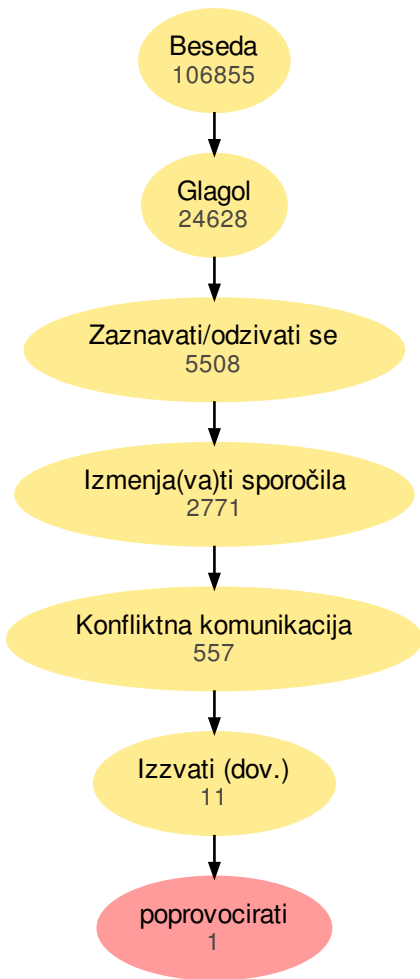 Beseda
106855
Glagol
24628
Zaznavati/odzivati se
5508
Izmenja(va)ti sporočila
2771
Konfliktna komunikacija
557
Izzvati (dov.)
11
poprovocirati
1